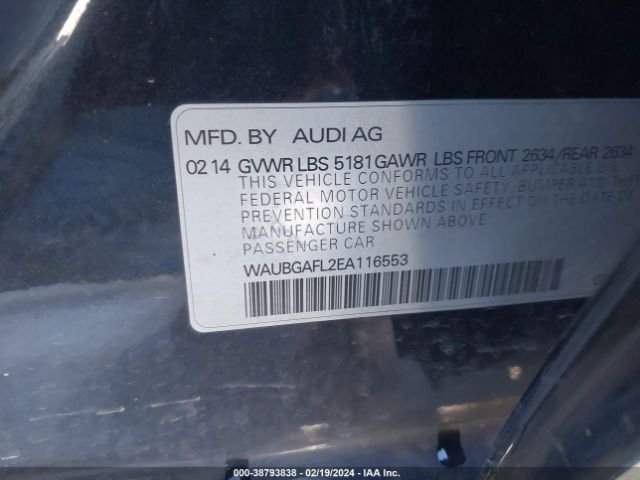 MFD. BY AUDI AG
02 14 GVWR LBS 5181 GAWR LBS FRONT 2634/REAR 2634
THIS VEHICLE CONFORMS TO ALL APPLICABLE U.S.
FEDERAL MOTOR VEHICLE SAFETY, BUMPER AND THEFT
PREVENTION STANDARDS IN EFFECT ON THE DATE OF
MANUFACTURE SHOWN ABOVE
PASSENGER CAR
WAUBGAFL2EA116553
COPART: 000-38793838 - 02/19/2024 - IAA Inc.